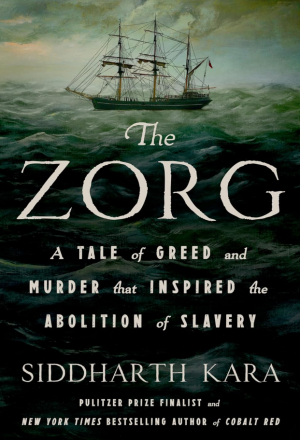 The
ZORG
A TALE of GREED and
MURDER that INSPIRED the
ABOLITION of SLAVERY
SIDDHARTH KARA
PULITZER PRIZE FINALIST and
NEW YORK TIMES BESTSELLING AUTHOR of COBALT RED